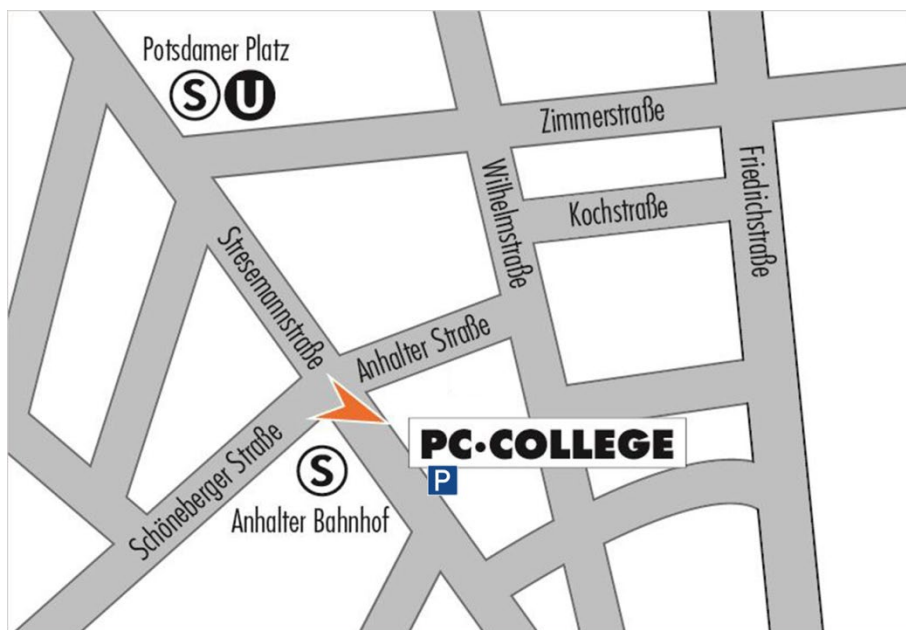 Potsdamer Platz
S U
Zimmerstraße
Wilhelmstraße
Kochstraße
Friedrichstraße
Stresemannstraße
Anhalter Straße
PC·COLLEGE
P
Schöneberger Straße
S
Anhalter Bahnhof